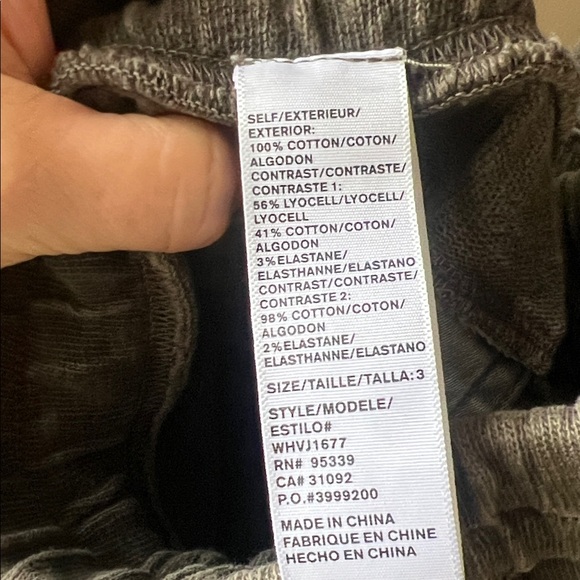 SELF/EXTERIEUR/
EXTERIOR:
100% COTTON/COTON/
ALGODON
CONTRAST/CONTRASTE/
CONTRASTE 1:
56% LYOCELL/LYOCELL/
LYOCELL
41% COTTON/COTON/
ALGODON
3%ELASTANE/
ELASTHANNE/ELASTANO
CONTRAST/CONTRASTE/
CONTRASTE 2:
98% COTTON/COTON/
ALGODON
2%ELASTANE/
ELASTHANNE/ELASTANO
SIZE/TAILLE/TALLA:3
STYLE/MODELE/
ESTILO#
WHVJ1677
RN# 95339
CA# 31092
P.O.#3999200
MADE IN CHINA
FABRIQUE EN CHINE
HECHO EN CHINA